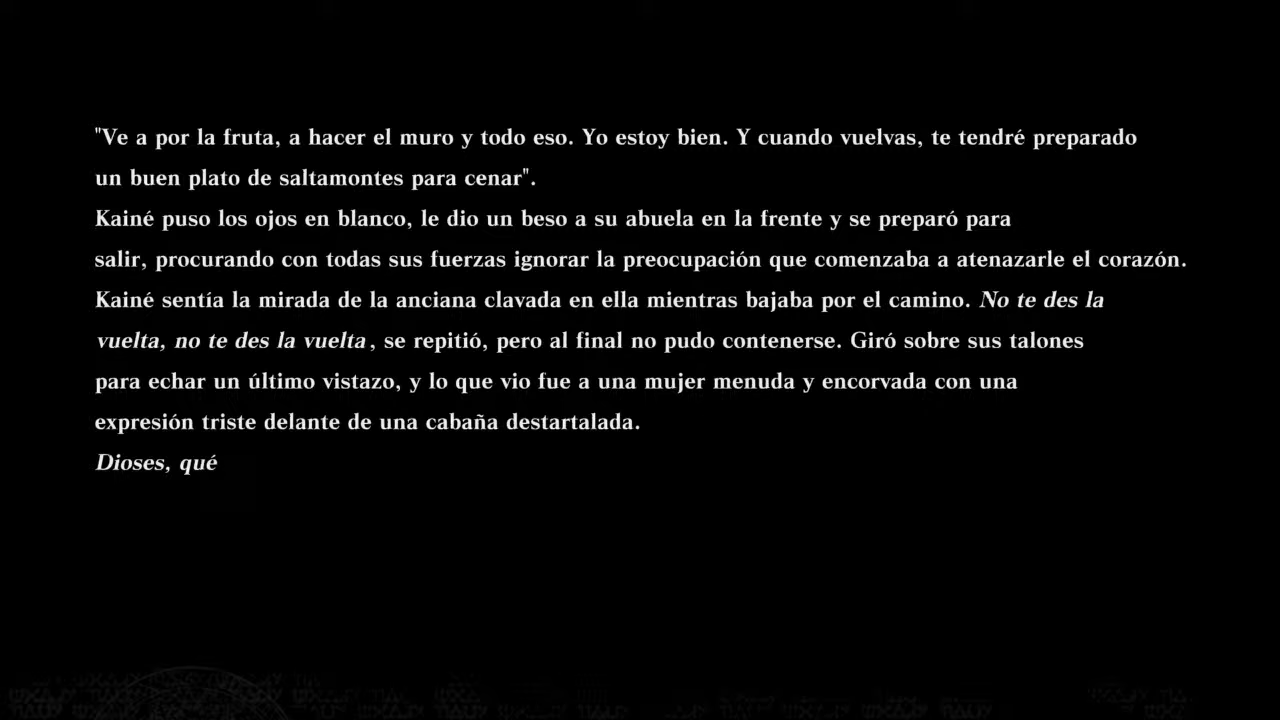 "Ve a por la fruta, a hacer el muro y todo eso. Yo estoy bien. Y cuando vuelvas, te tendré preparado
un buen plato de saltamontes para cenar".
Kainé puso los ojos en blanco, le dio un beso a su abuela en la frente y se preparó para
salir, procurando con todas sus fuerzas ignorar la preocupación que comenzaba a atenazarle el corazón.
Kainé sentía la mirada de la anciana clavada en ella mientras bajaba por el camino. No te des la
vuelta, no te des la vuelta, se repitió, pero al final no pudo contenerse. Giró sobre sus talones
para echar un último vistazo, y lo que vio fue a una mujer menuda y encorvada con una
expresión triste delante de una cabaña destartalada.
Dioses, qué